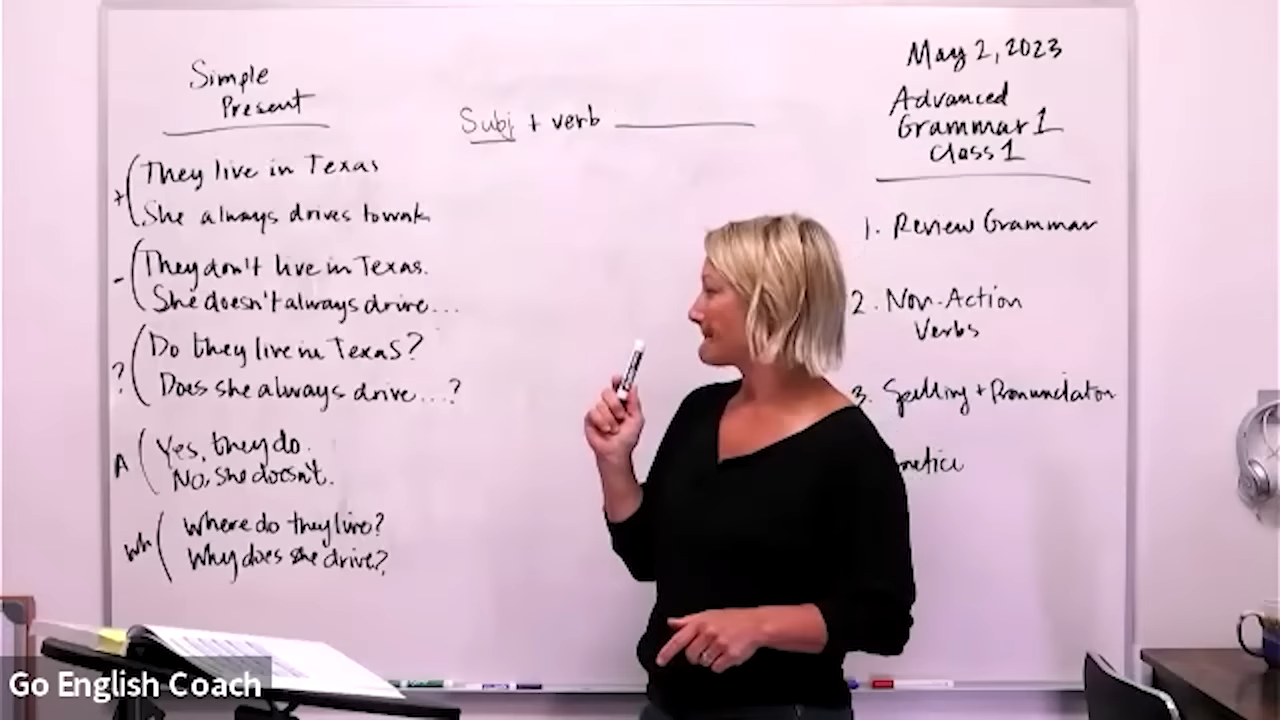 Simple
Present
+
They live in Texas
She always drives to work
-
They don't live in Texas.
She doesn't always drive...
?
Do they live in Texas?
Does she always drive....?
A
Yes, they do.
No, she doesn't.
Wh
Where do they live?
Why does she drive?
Subj + verb
May 2, 2023
Advanced
Grammar 1
Class 1
1. Review Grammar
2. Non-Action
Verbs
3. Spelling + Pronunciation
Go English Coach